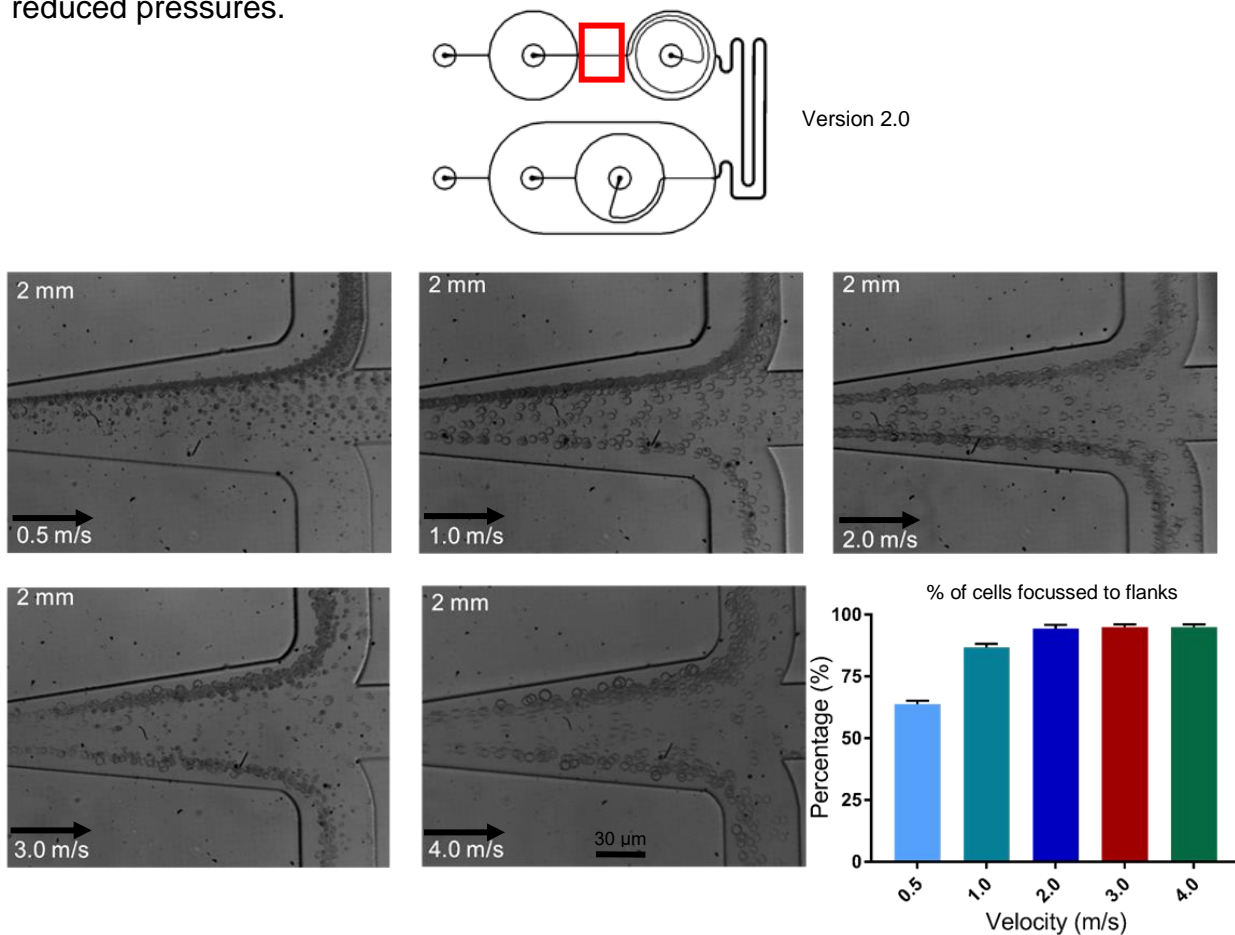 reduced pressures.
Version 2.0
2 mm
2 mm
2 mm
0.5 m/s
1.0 m/s
2.0 m/s
2 mm
2 mm
3.0 m/s
4.0 m/s
30 µm
% of cells focussed to flanks
Percentage (%)
100
75
50
25
0
0.5
1.0
2.0
3.0
4.0
Velocity (m/s)